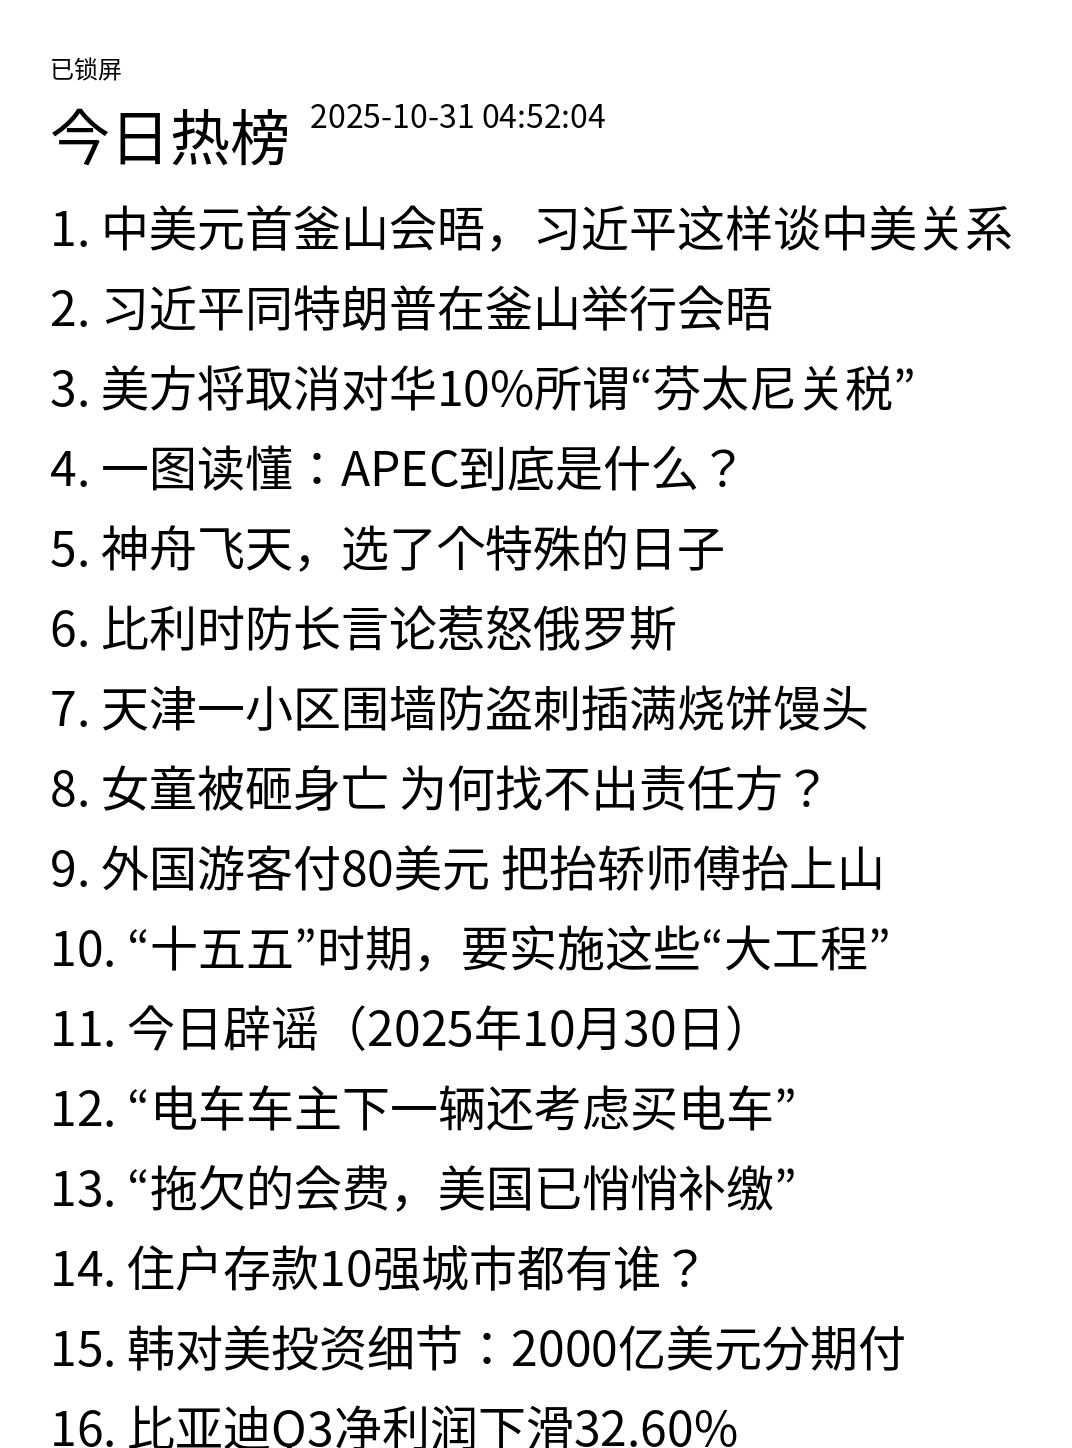 已锁屏
今日热榜 2025-10-31 04:52:04
1. 中美元首釜山会晤，习近平这样谈中美关系
2. 习近平同特朗普在釜山举行会晤
3. 美方将取消对华10%所谓“芬太尼关税”
4. 一图读懂：APEC到底是什么？
5. 神舟飞天，选了个特殊的日子
6. 比利时防长言论惹怒俄罗斯
7. 天津一小区围墙防盗刺插满烧饼馒头
8. 女童被砸身亡 为何找不出责任方？
9. 外国游客付80美元 把抬轿师傅抬上山
10. “十五五”时期，要实施这些“大工程”
11. 今日辟谣（2025年10月30日）
12. “电车车主下一辆还考虑买电车”
13. “拖欠的会费，美国已悄悄补缴”
14. 住户存款10强城市都有谁？
15. 韩对美投资细节：2000亿美元分期付
16. 比亚迪Q3净利润下滑32.60%